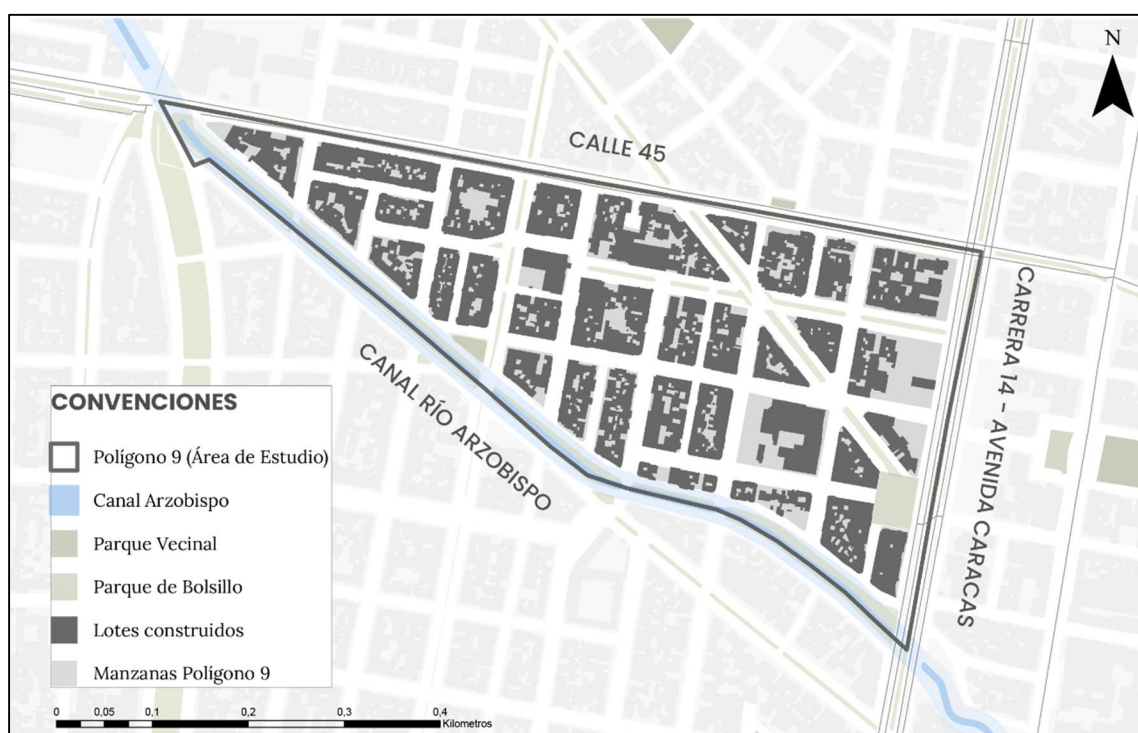 N
CALLE 45
CARRERA 14 - AVENIDA CARACAS
CANAL RÍO ARZOBISPO
CONVENCIONES
Polígono 9 (Área de Estudio)
Canal Arzobispo
Parque Vecinal
Parque de Bolsillo
Lotes construidos
Manzanas Polígono 9
0 0,05 0,1 0,2 0,3 0,4
Kilometros